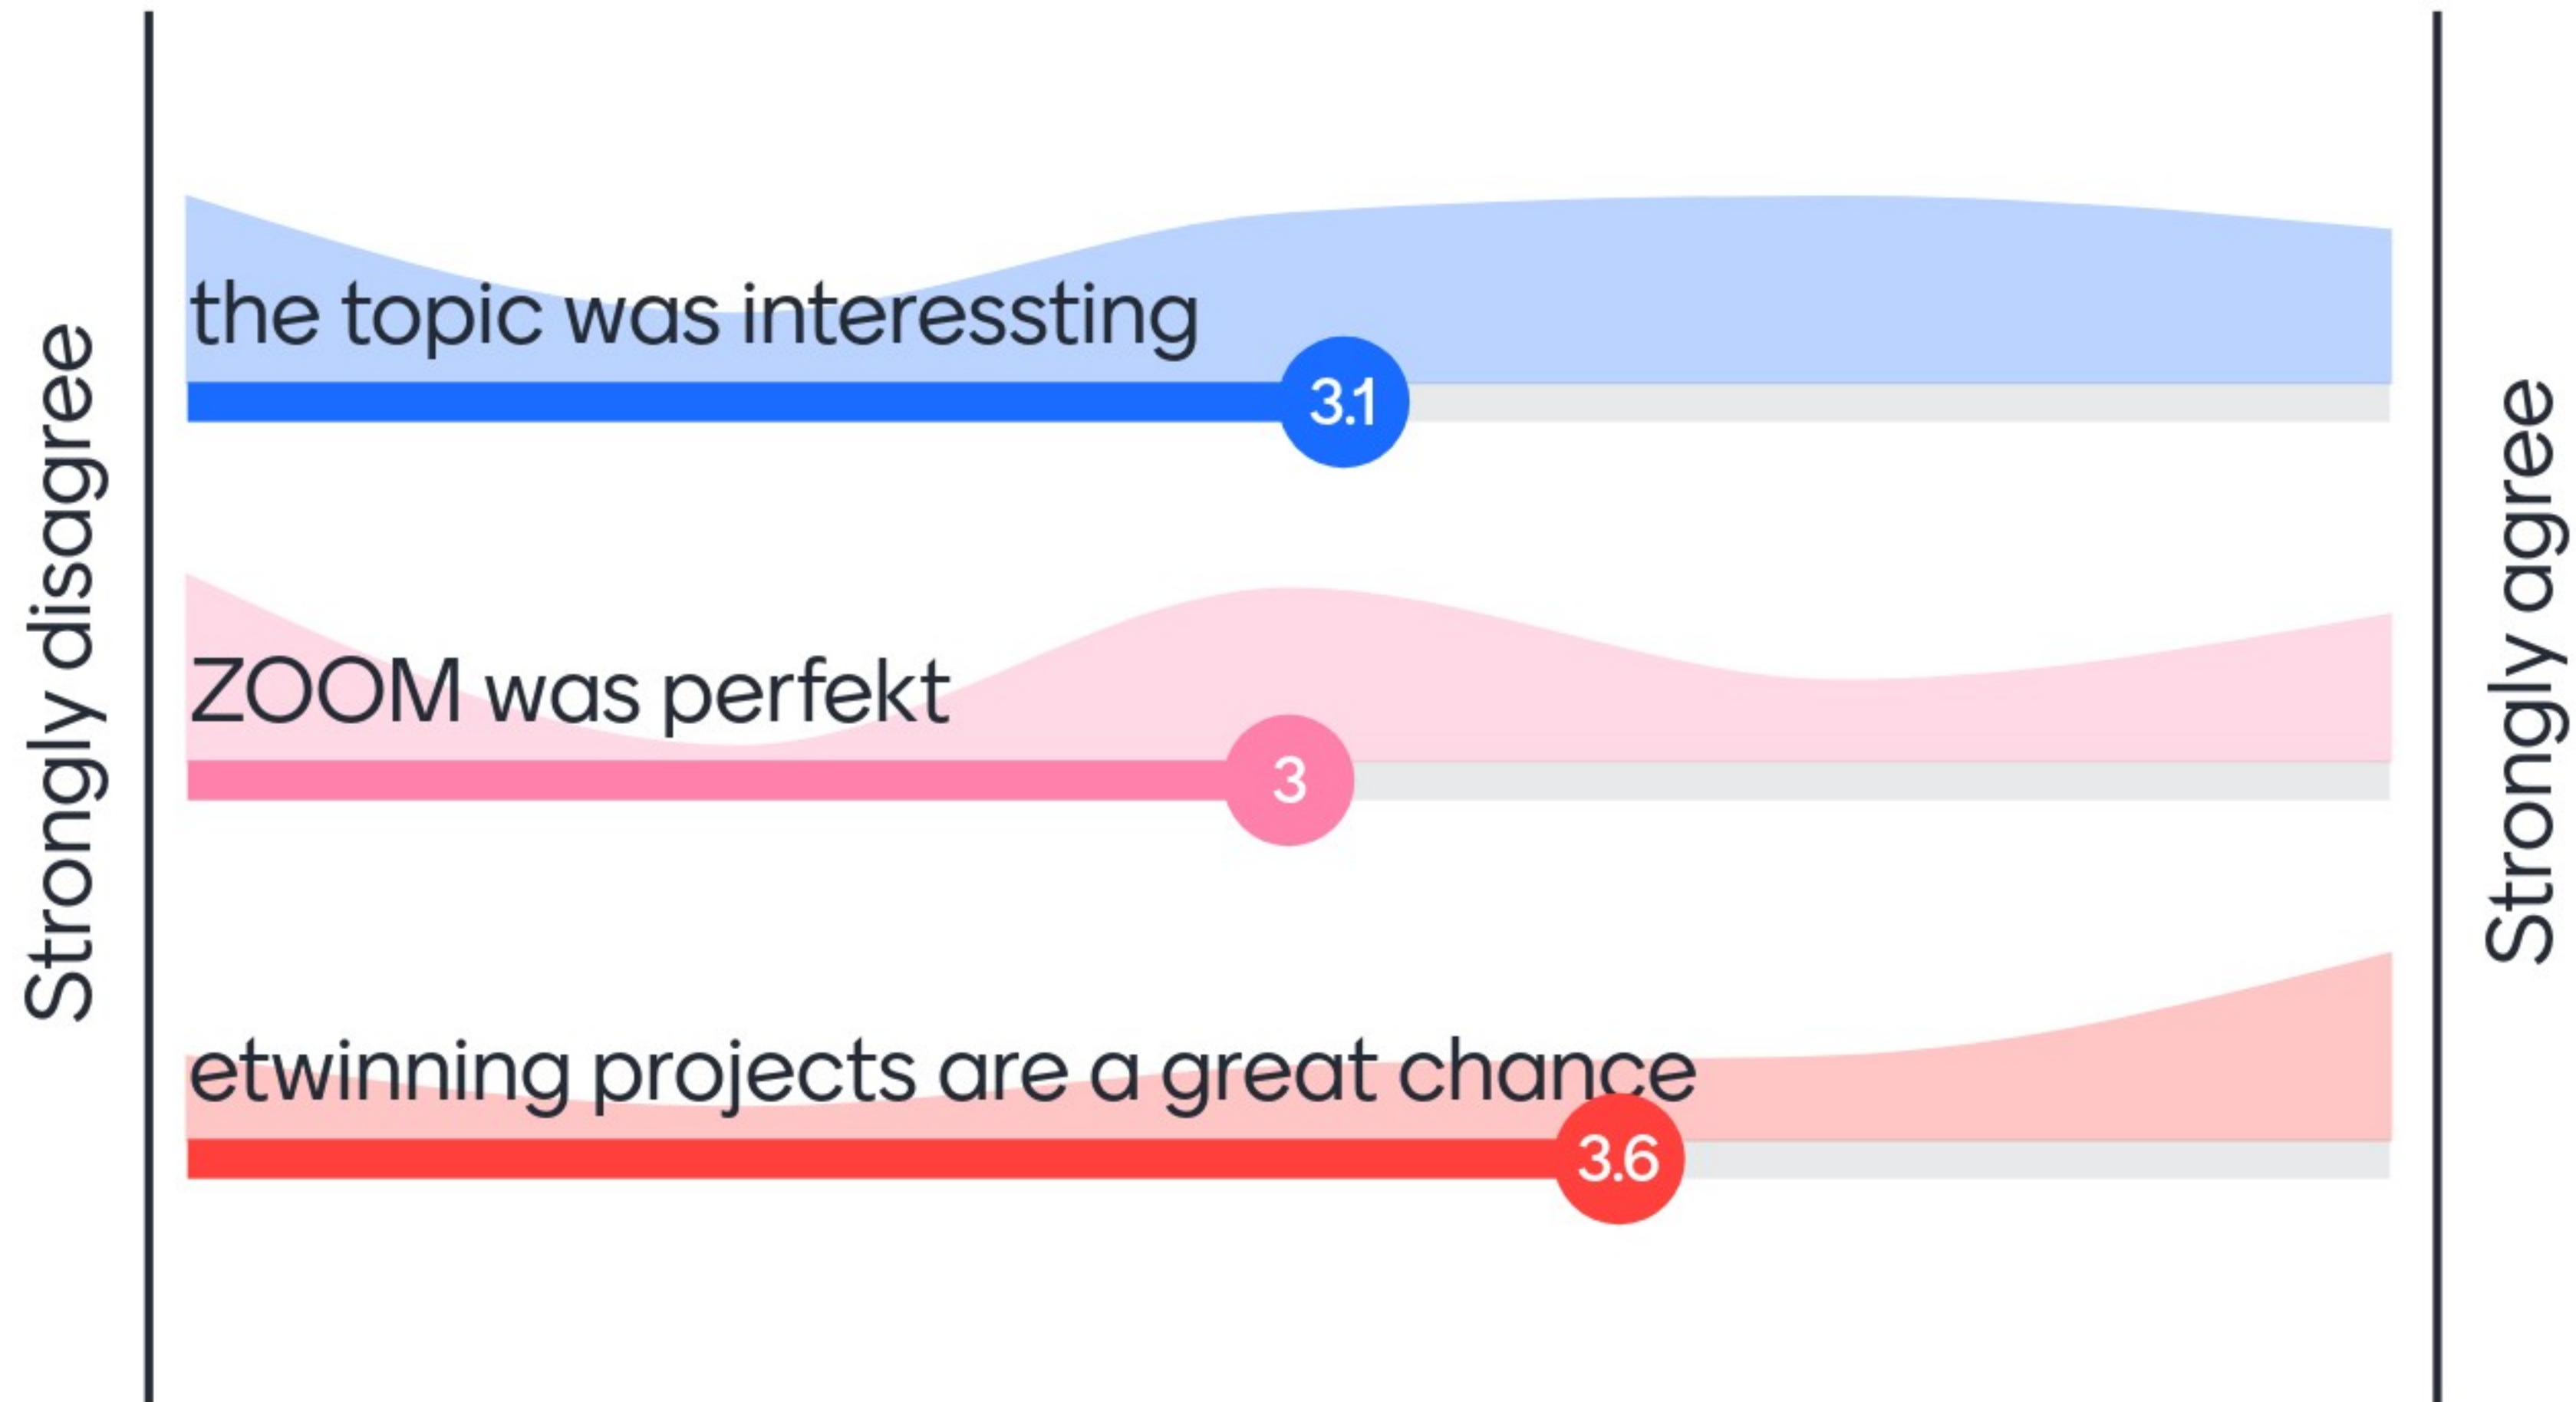 Strongly disagree
the topic was interessting
3.1
ZOOM was perfekt
3
etwinning projects are a great chance
3.6
Strongly agree